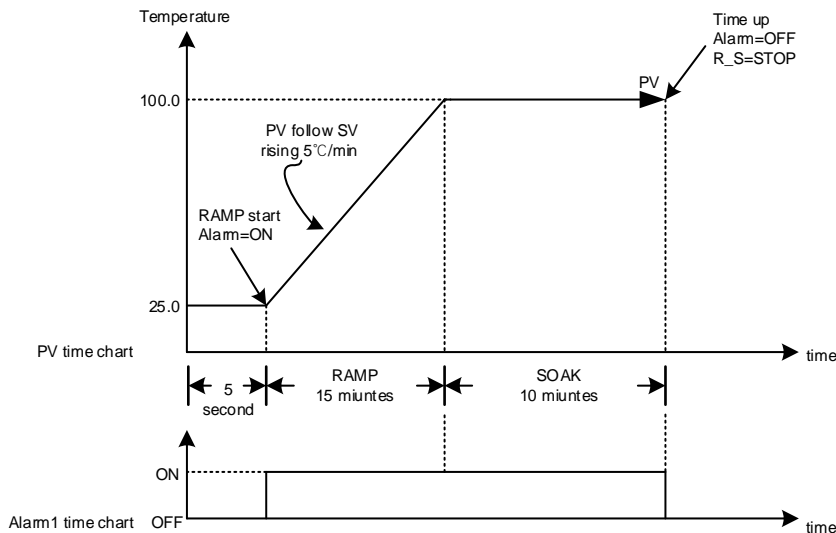 Temperature
Time up
Alarm=OFF
R_S=STOP
100.0
PV
PV follow SV
rising 5℃/min
RAMP start
Alarm=ON
25.0
PV time chart
time
5
second
RAMP
15 miuntes
SOAK
10 miuntes
ON
Alarm1 time chart
OFF
time